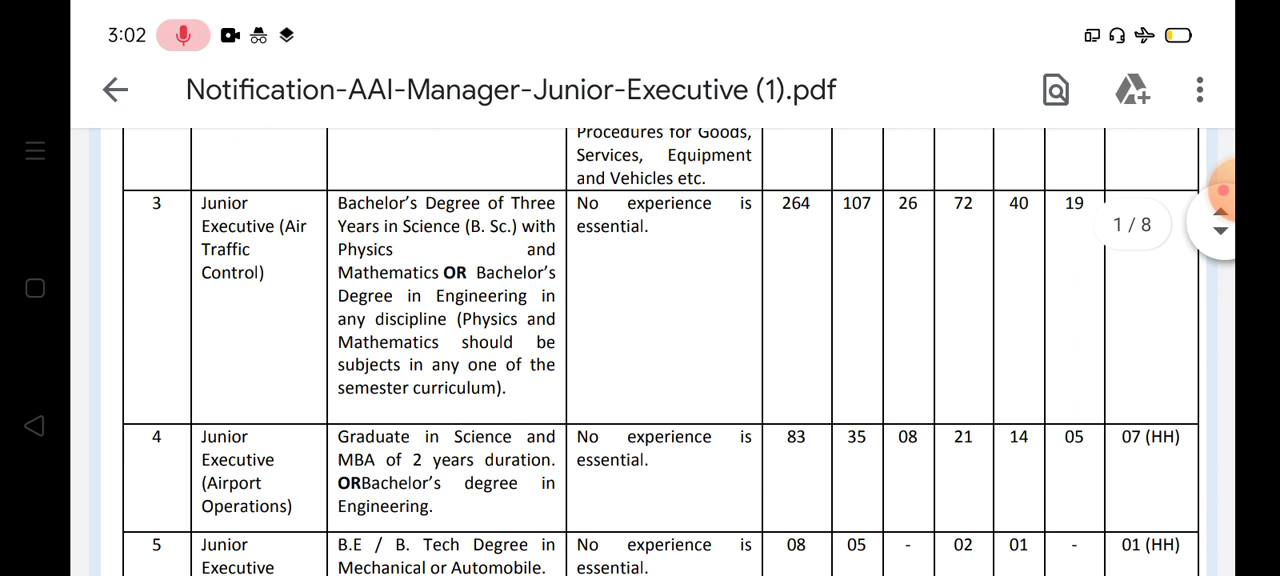 3:02
Notification-AAI-Manager-Junior-Executive (1).pdf
Procedures for Goods,
Services, Equipment
and Vehicles etc.
3
Junior
Executive (Air
Traffic
Control)
Bachelor's Degree of Three
Years in Science (B. Sc.) with
Physics and
Mathematics OR Bachelor's
Degree in Engineering in
any discipline (Physics and
Mathematics should be
subjects in any one of the
semester curriculum).
No experience is
essential.
264
107
26
72
40
19
1 / 8
4
Junior
Executive
(Airport
Operations)
Graduate in Science and
MBA of 2 years duration.
ORBachelor's degree in
Engineering.
No experience is
essential.
83
35
08
21
14
05
07 (HH)
5
Junior
Executive
B.E / B. Tech Degree in
Mechanical or Automobile.
No experience is
essential.
08
05
-
02
01
-
01 (HH)